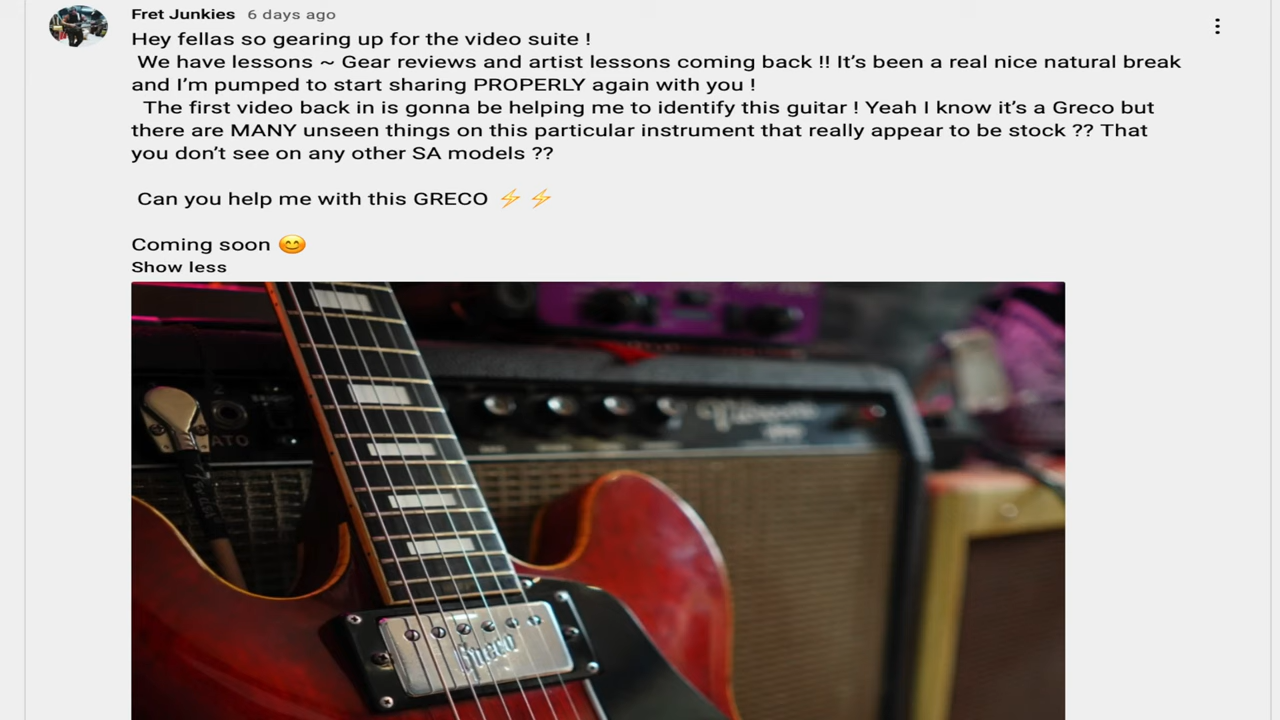 Fret Junkies 6 days ago
Hey fellas so gearing up for the video suite !
We have lessons ~ Gear reviews and artist lessons coming back !! It's been a real nice natural break
and I'm pumped to start sharing PROPERLY again with you !
The first video back in is gonna be helping me to identify this guitar ! Yeah I know it's a Greco but
there are MANY unseen things on this particular instrument that really appear to be stock ?? That
you don't see on any other SA models ??
Can you help me with this GRECO ⚡ ⚡
Coming soon 😊
Show less
Greco